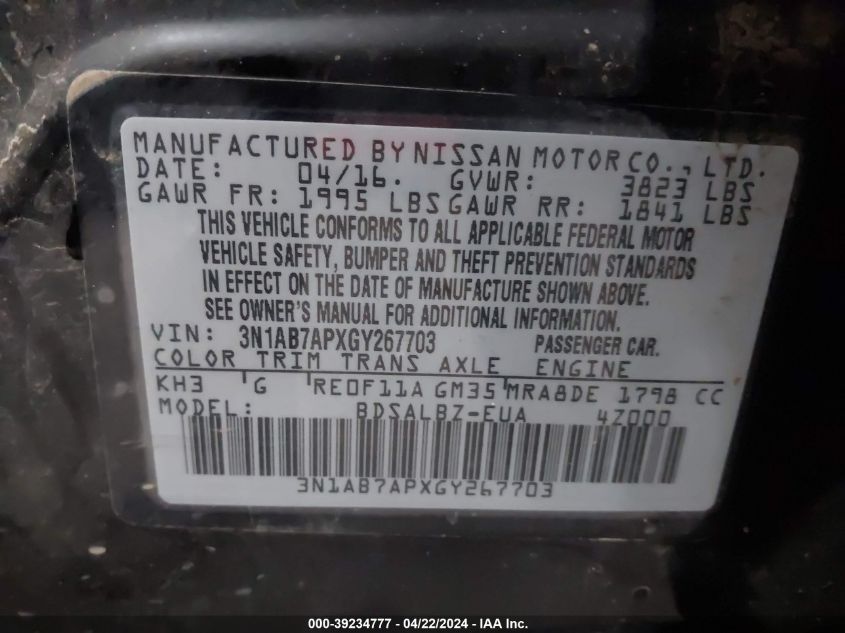 MANUFACTURED BY NISSAN MOTOR CO., LTD.
DATE: 04/16. GVWR: 3823 LBS
GAWR FR: 1995 LBS GAWR RR: 1841 LBS
THIS VEHICLE CONFORMS TO ALL APPLICABLE FEDERAL MOTOR
VEHICLE SAFETY, BUMPER AND THEFT PREVENTION STANDARDS
IN EFFECT ON THE DATE OF MANUFACTURE SHOWN ABOVE.
SEE OWNER'S MANUAL FOR ADDITIONAL INFORMATION.
VIN: 3N1AB7APXGY267703 PASSENGER CAR.
COLOR TRIM TRANS AXLE ENGINE
KH3 G RE0F11A GM35 MRA8DE 1798 CC
MODEL: BDSALBZ-EUA 4Z000
3N1AB7APXGY267703
000-39234777 - 04/22/2024 - IAA Inc.